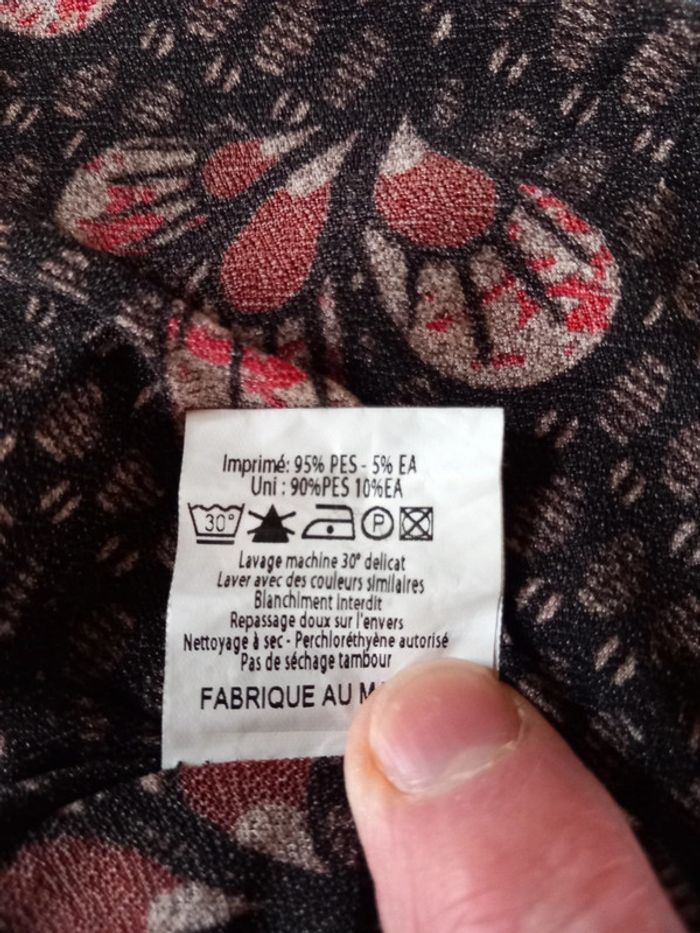 Imprimé: 95% PES - 5% EA
Uni : 90%PES 10%EA
30° P
Lavage machine 30° delicat
Laver avec des couleurs similaires
Blanchiment interdit
Repassage doux sur l'envers
Nettoyage à sec - Perchloréthyène autorisé
Pas de séchage tambour
FABRIQUE AU